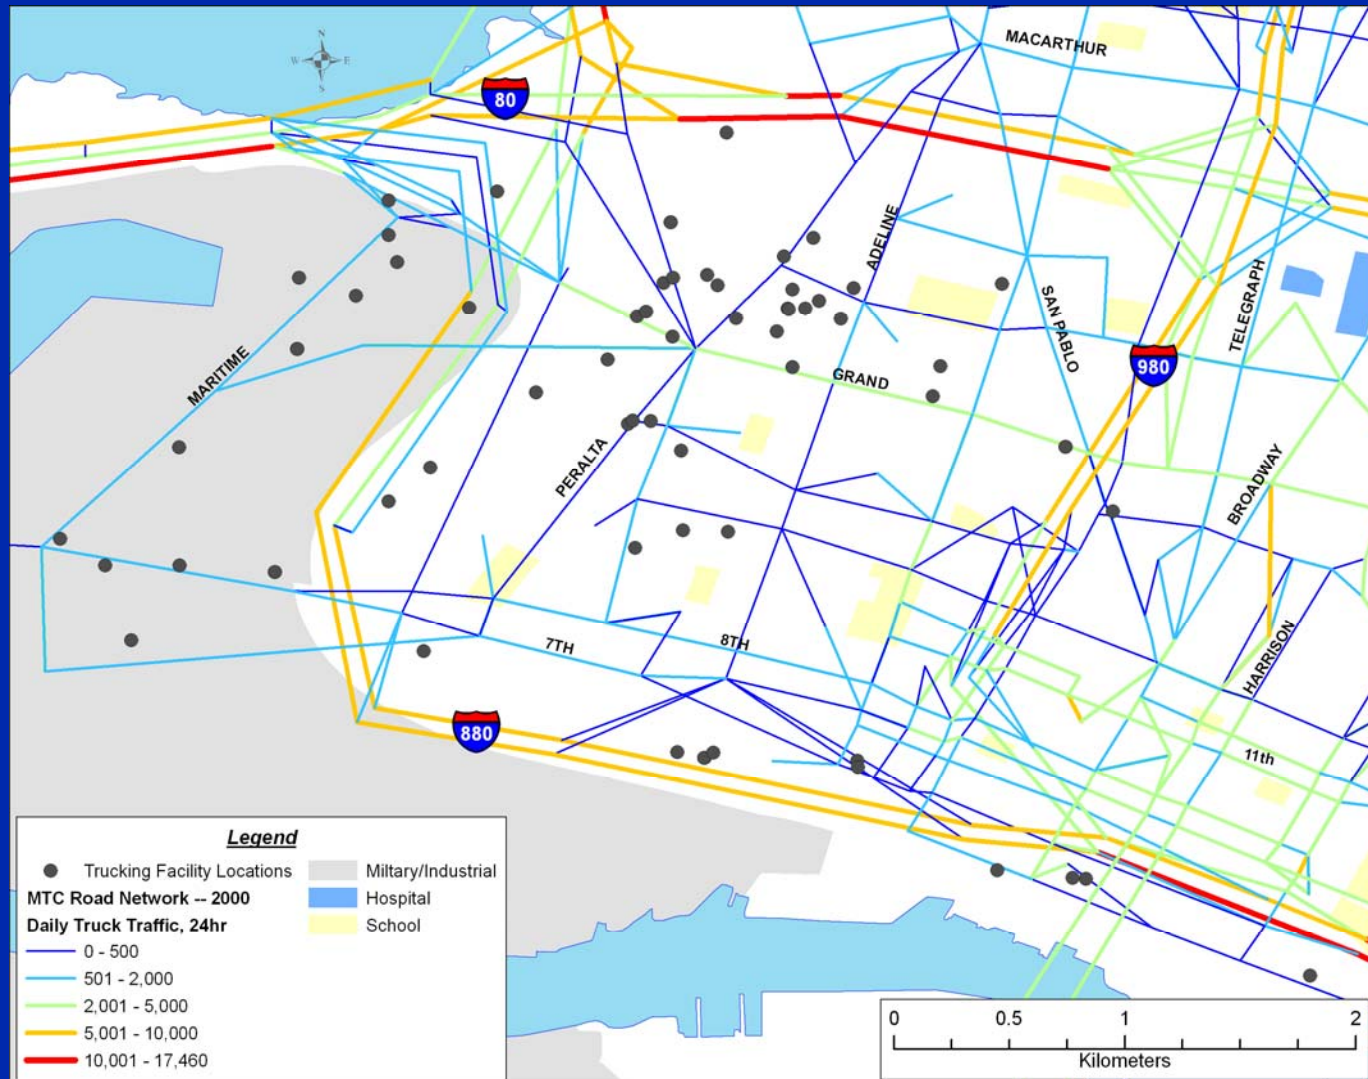 N
W E
S
80
MACARTHUR
ADELINE
SAN PABLO
TELEGRAPH
MARITIME
980
GRAND
PERALTA
BROADWAY
7TH
8TH
HARRISON
880
11th
Legend
Trucking Facility Locations
Miltary/Industrial
MTC Road Network -- 2000
Hospital
Daily Truck Traffic, 24hr
School
0 - 500
501 - 2,000
2,001 - 5,000
5,001 - 10,000
10,001 - 17,460
0 0.5 1 2
Kilometers